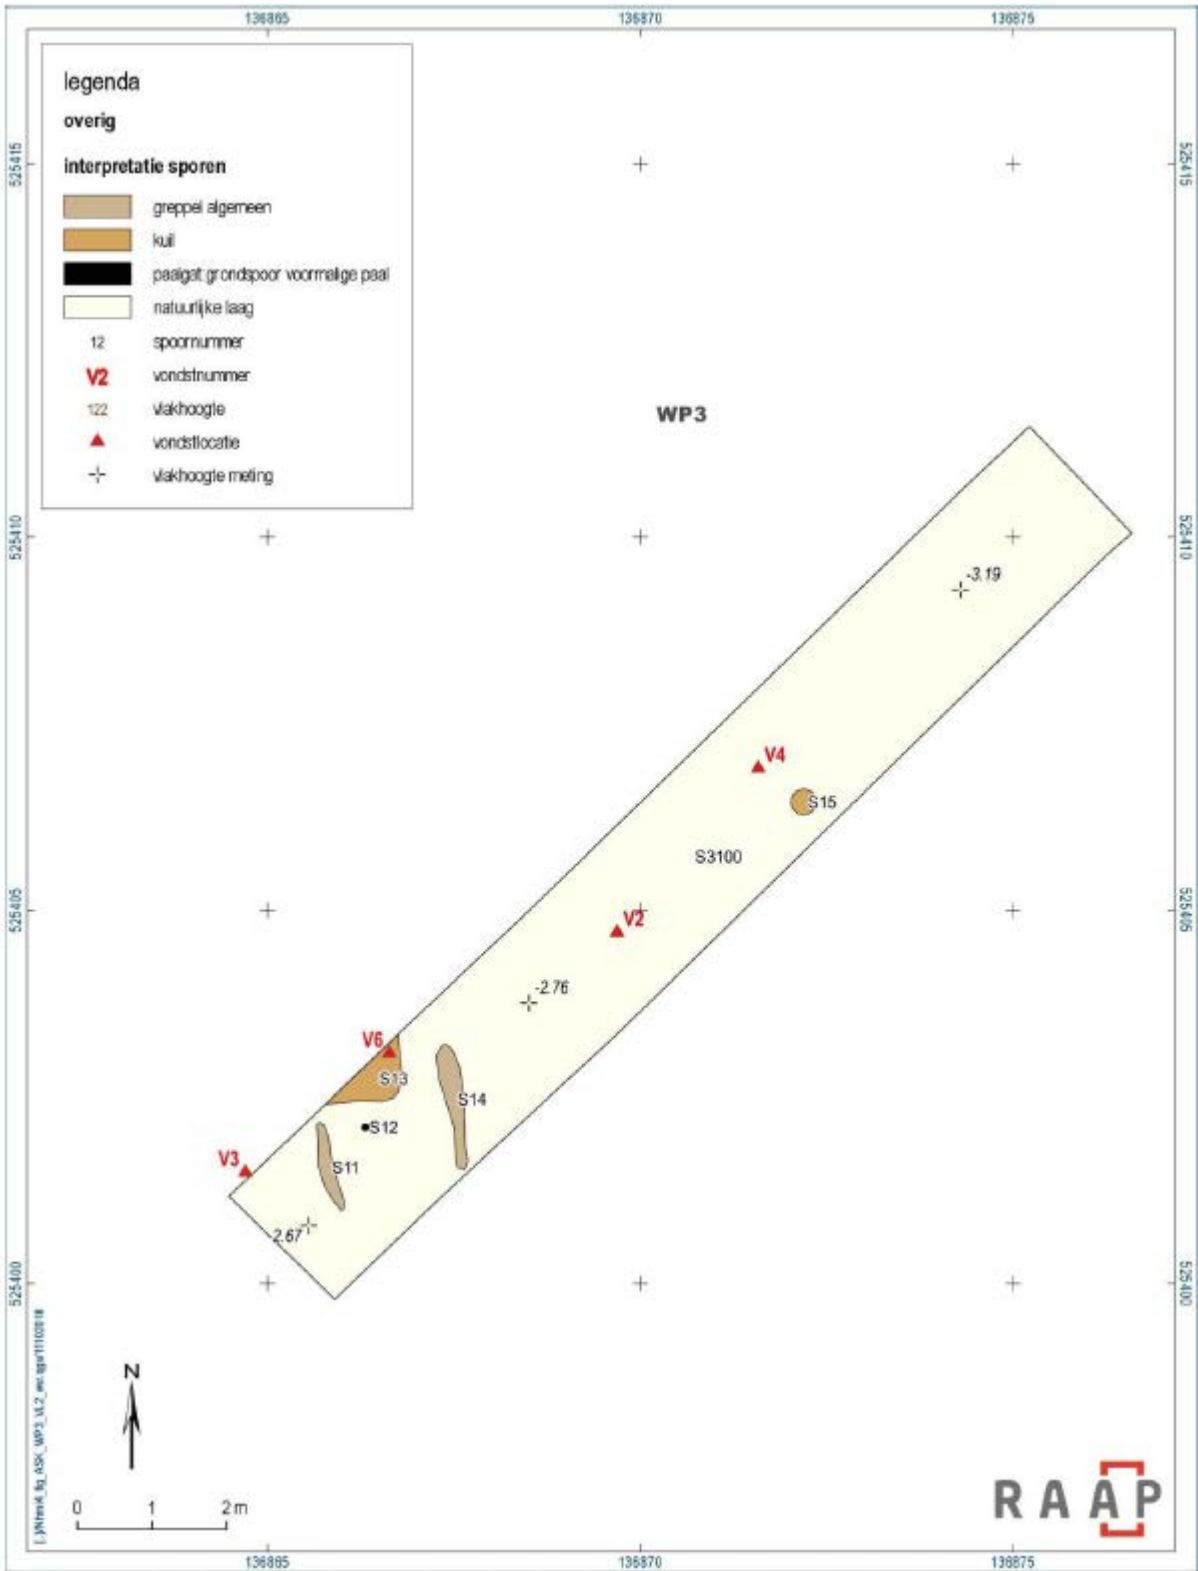 136865 136870 136875
legenda
overig
interpretatie sporen
greppel algemeen
kuil
paalgat grondspoor voormalige paal
natuurlijke laag
12 spoornummer
V2 vondstnummer
122 vlakhoogte
vondstlocatie
vlakhoogte meting
525415 525415
WP3
525410 525410
-3.19
V4
S15
S3100
525405 525405
V2
-2.76
V6
S13
S14
S12
V3
S11
-2.67
525400 525400
N
0 1 2 m
RAAP
136865 136870 136875